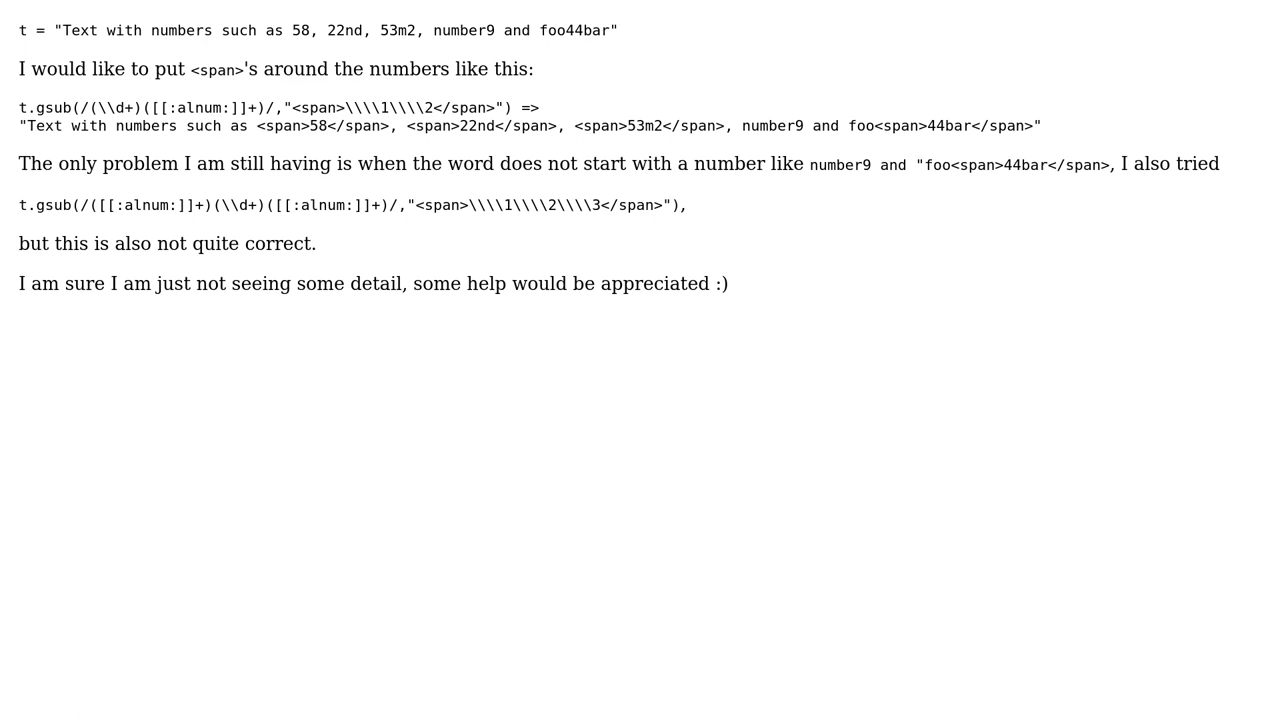 t = "Text with numbers such as 58, 22nd, 53m2, number9 and foo44bar"
I would like to put <span>'s around the numbers like this:
t.gsub(/(\\d+)([[:alnum:]]+)/,"<span>\\\\1\\\\2</span>") =>
"Text with numbers such as <span>58</span>, <span>22nd</span>, <span>53m2</span>, number9 and foo<span>44bar</span>"
The only problem I am still having is when the word does not start with a number like number9 and "foo<span>44bar</span>, I also tried
t.gsub(/([[:alnum:]]+)(\\d+)([[:alnum:]]+)/,"<span>\\\\1\\\\2\\\\3</span>"),
but this is also not quite correct.
I am sure I am just not seeing some detail, some help would be appreciated :)